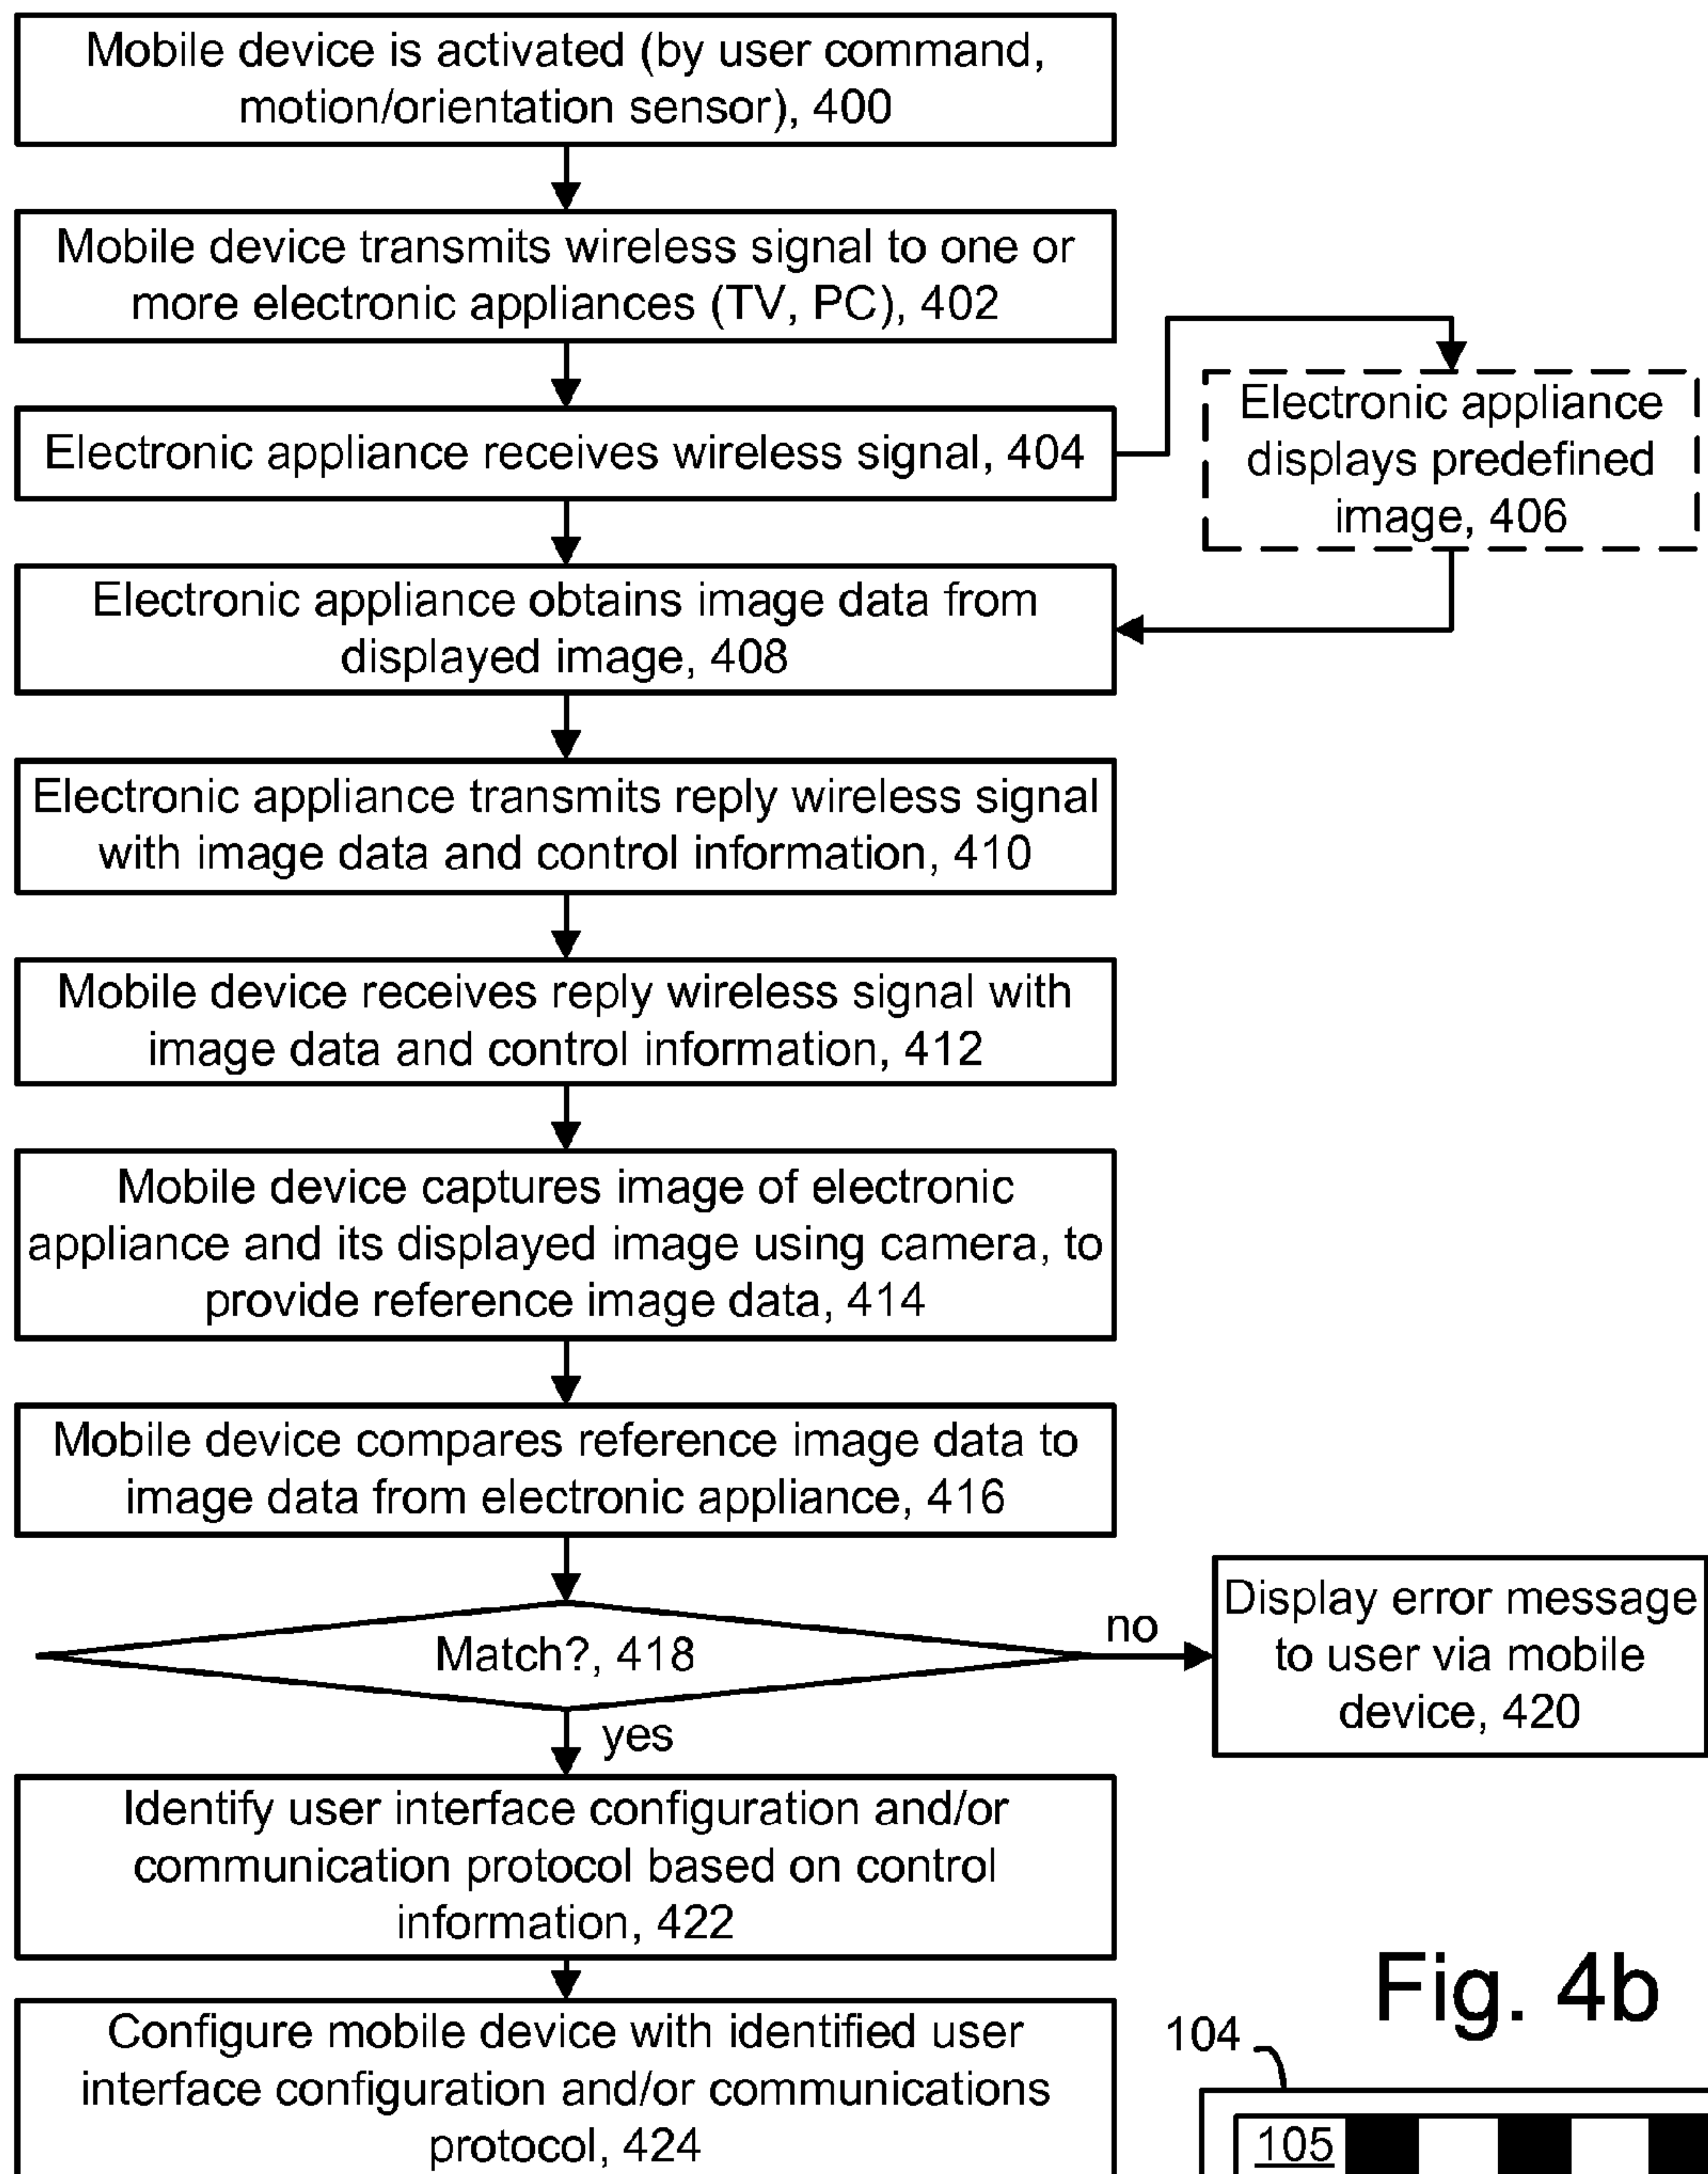 Mobile device is activated (by user command,
motion/orientation sensor), 400
Mobile device transmits wireless signal to one or
more electronic appliances (TV, PC), 402
Electronic appliance receives wireless signal, 404
Electronic appliance
displays predefined
image, 406
Electronic appliance obtains image data from
displayed image, 408
Electronic appliance transmits reply wireless signal
with image data and control information, 410
Mobile device receives reply wireless signal with
image data and control information, 412
Mobile device captures image of electronic
appliance and its displayed image using camera, to
provide reference image data, 414
Mobile device compares reference image data to
image data from electronic appliance, 416
Match?, 418
no
Display error message
to user via mobile
device, 420
yes
Identify user interface configuration and/or
communication protocol based on control
information, 422
Configure mobile device with identified user
interface configuration and/or communications
protocol, 424
Fig. 4b
104
105